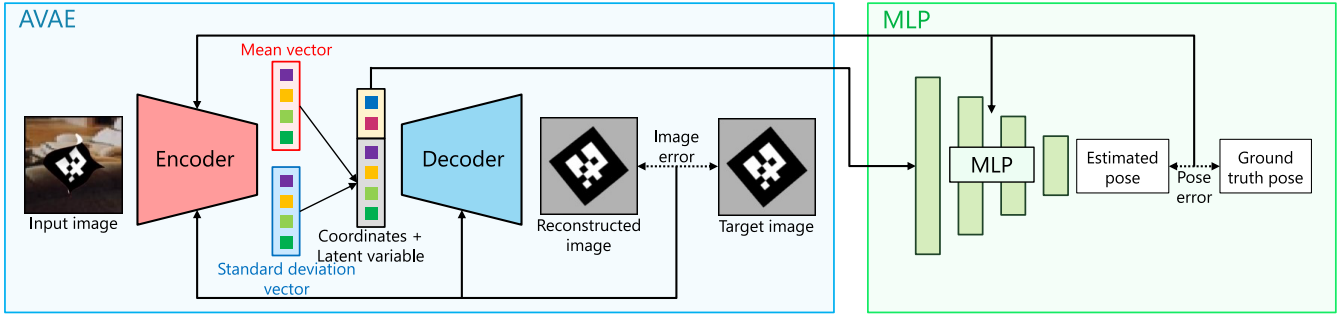 AVAE
Mean vector
Input image
Encoder
Standard deviation
vector
Coordinates +
Latent variable
Decoder
Reconstructed
image
Image
error
Target image
MLP
MLP
Estimated
pose
Pose
error
Ground
truth pose